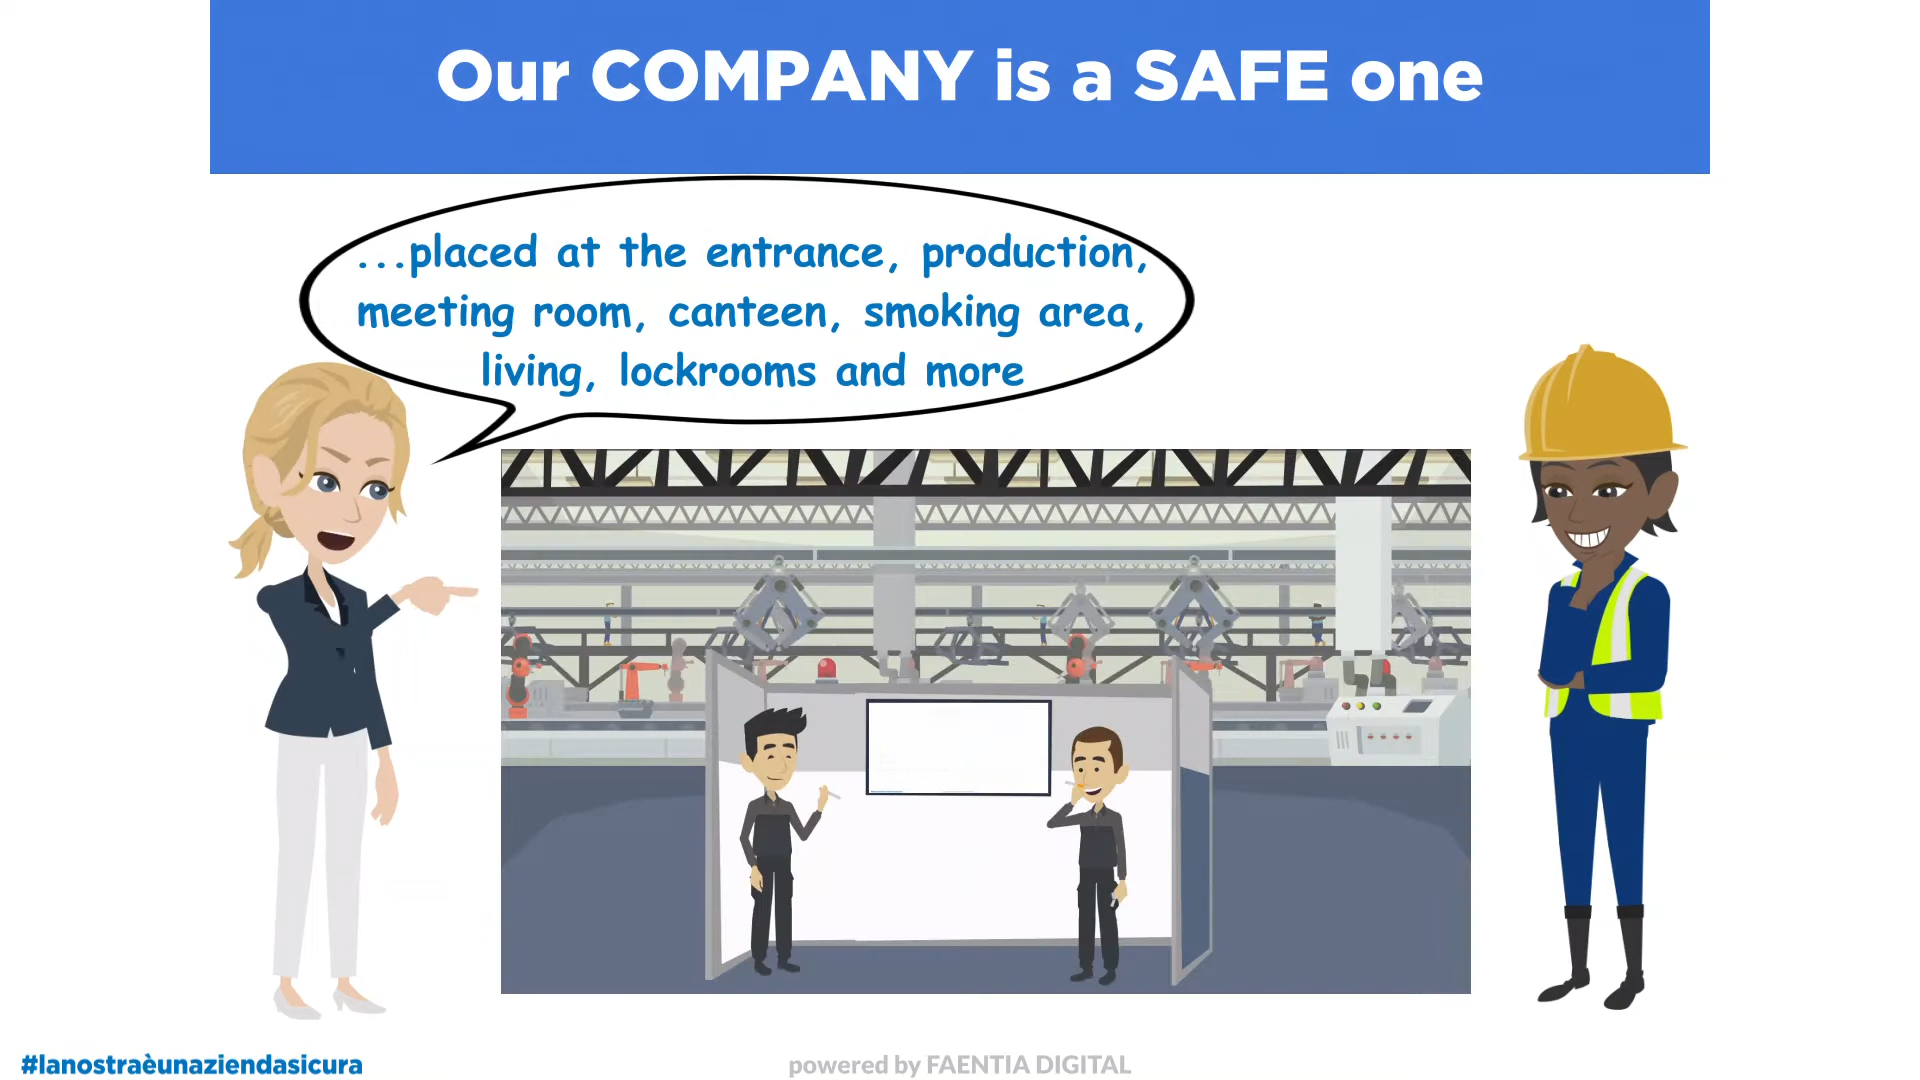 Our COMPANY is a SAFE one
...placed at the entrance, production,
meeting room, canteen, smoking area,
living, lockrooms and more
#lanostraèunaziendasicura
powered by FAENTIA DIGITAL